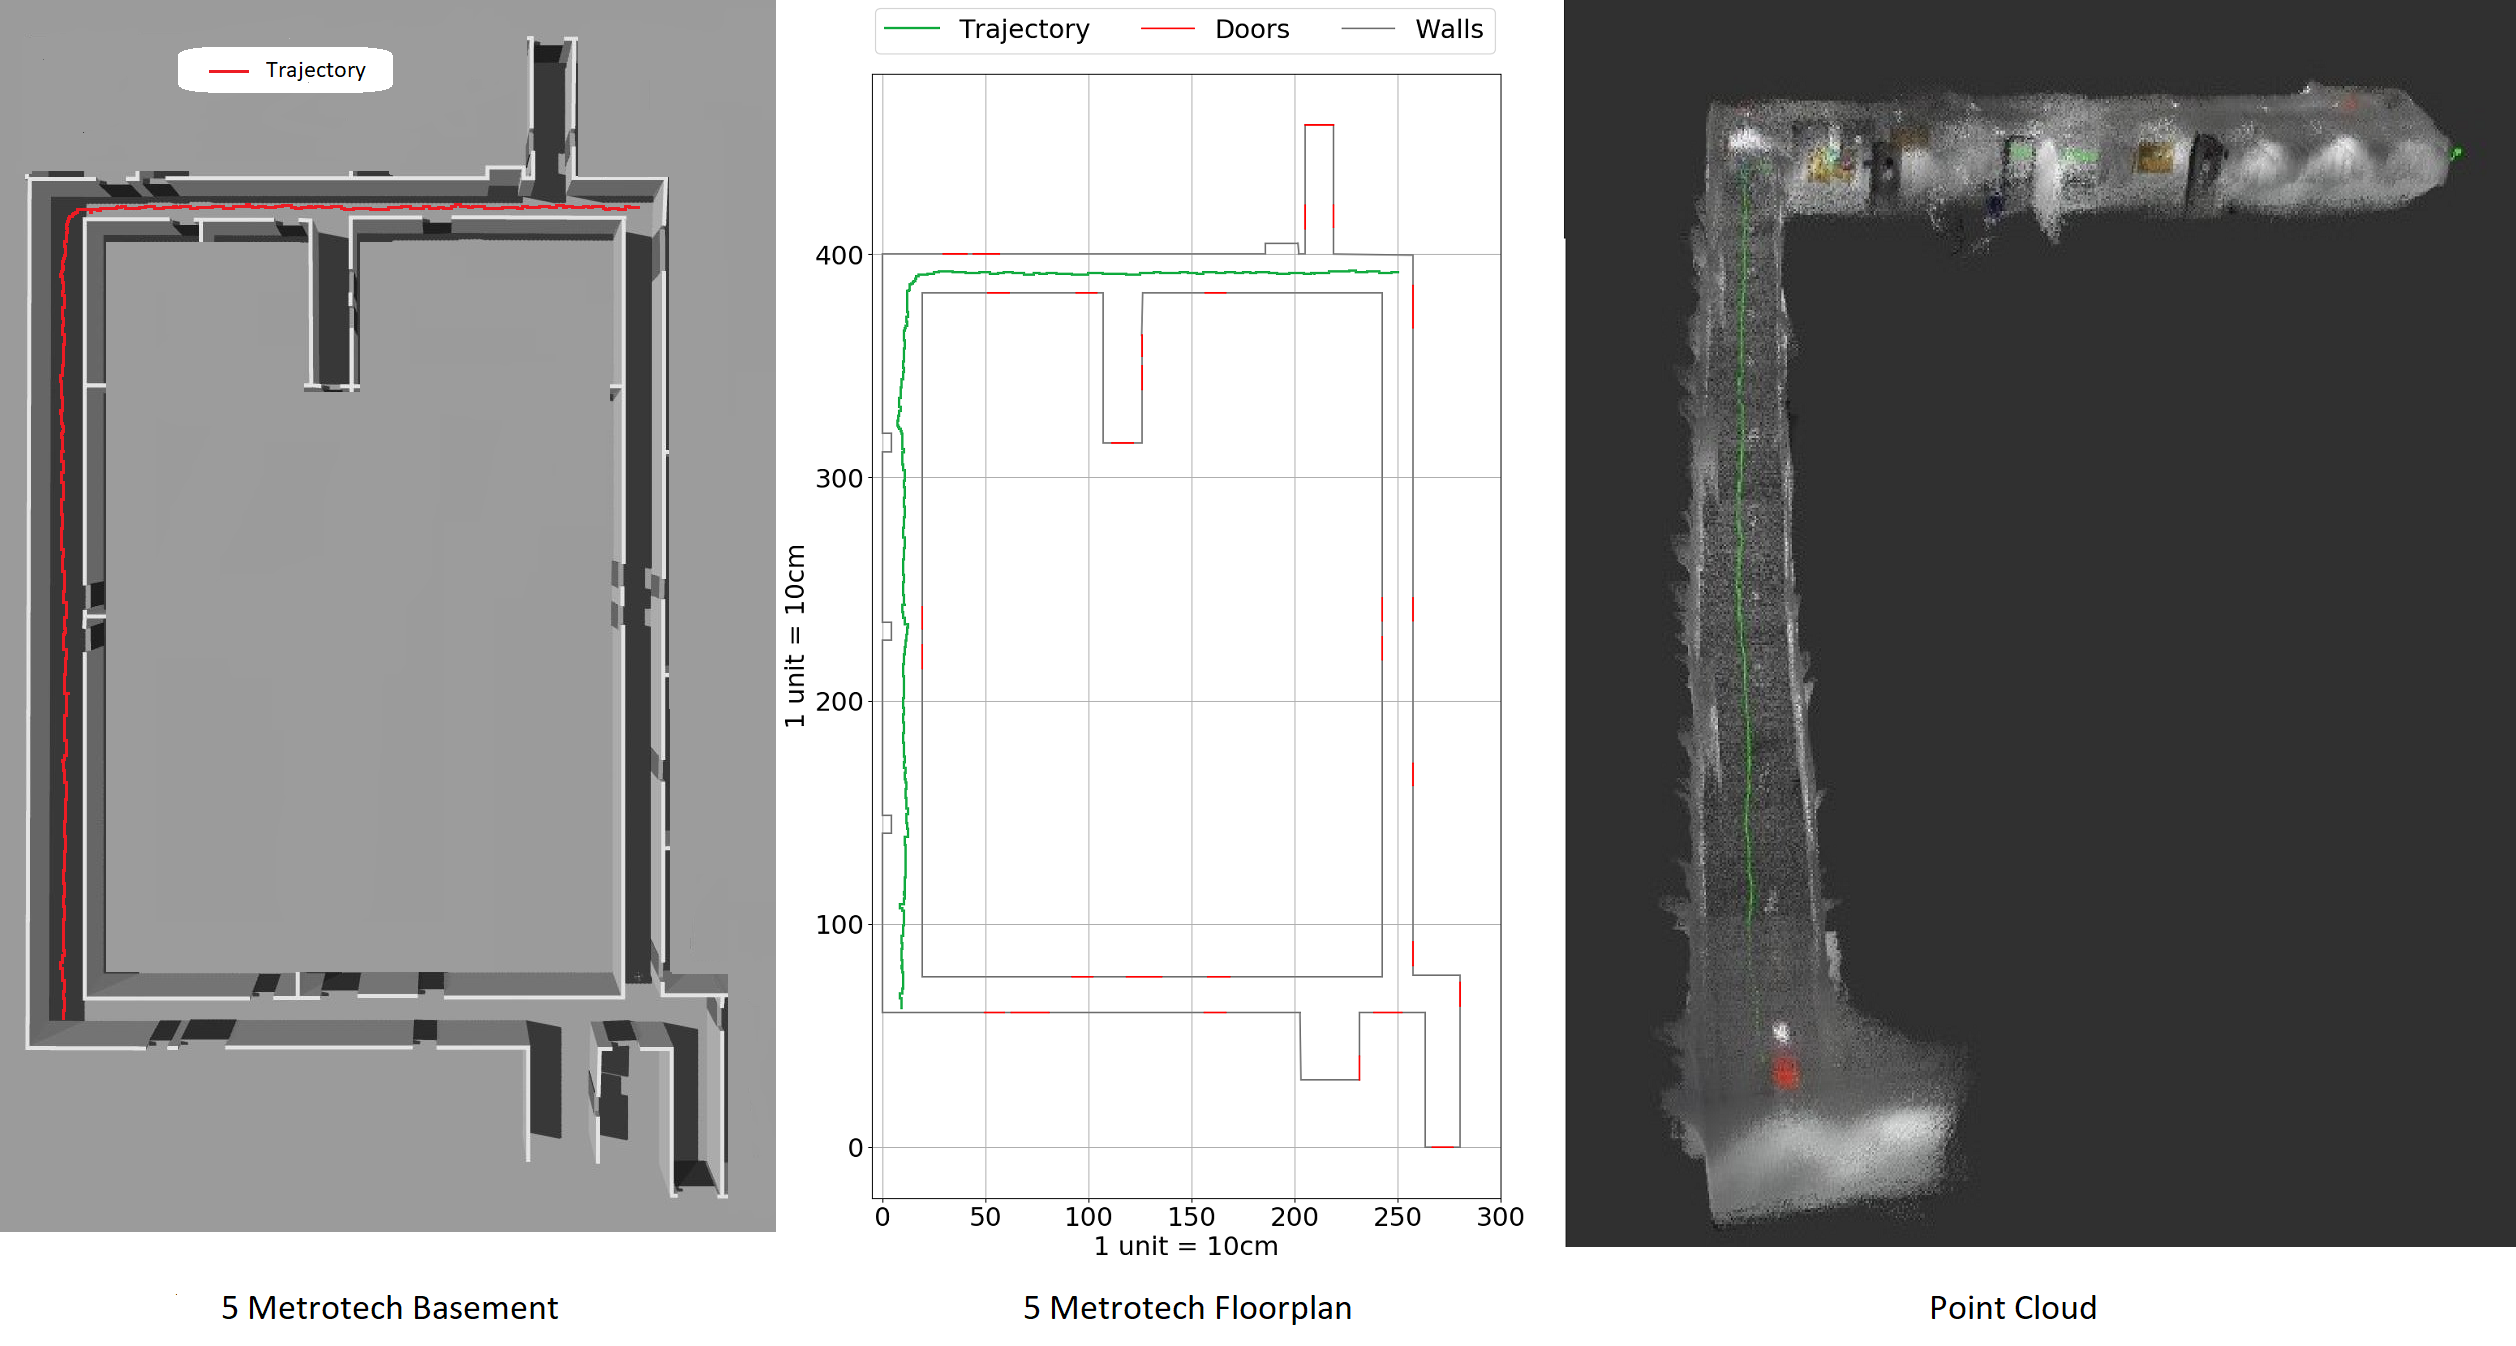 Trajectory
Trajectory Doors Walls
400
300
200
100
0
1 unit = 10cm
0 50 100 150 200 250 300
1 unit = 10cm
5 Metrotech Basement
5 Metrotech Floorplan
Point Cloud